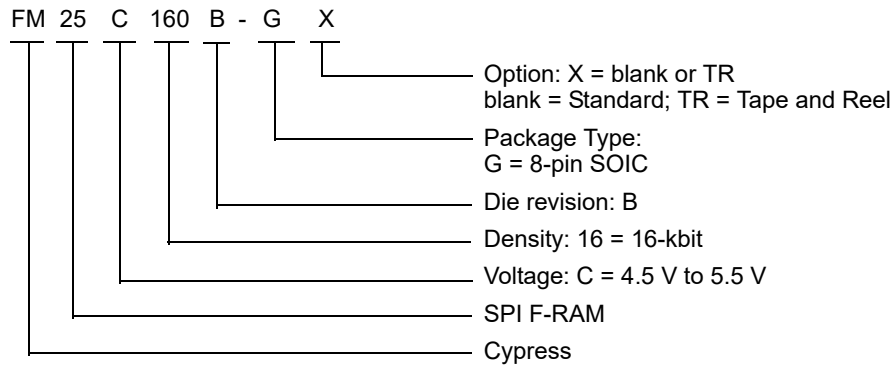 FM 25 C 160 B - G X
Option: X = blank or TR
blank = Standard; TR = Tape and Reel
Package Type:
G = 8-pin SOIC
Die revision: B
Density: 16 = 16-kbit
Voltage: C = 4.5 V to 5.5 V
SPI F-RAM
Cypress